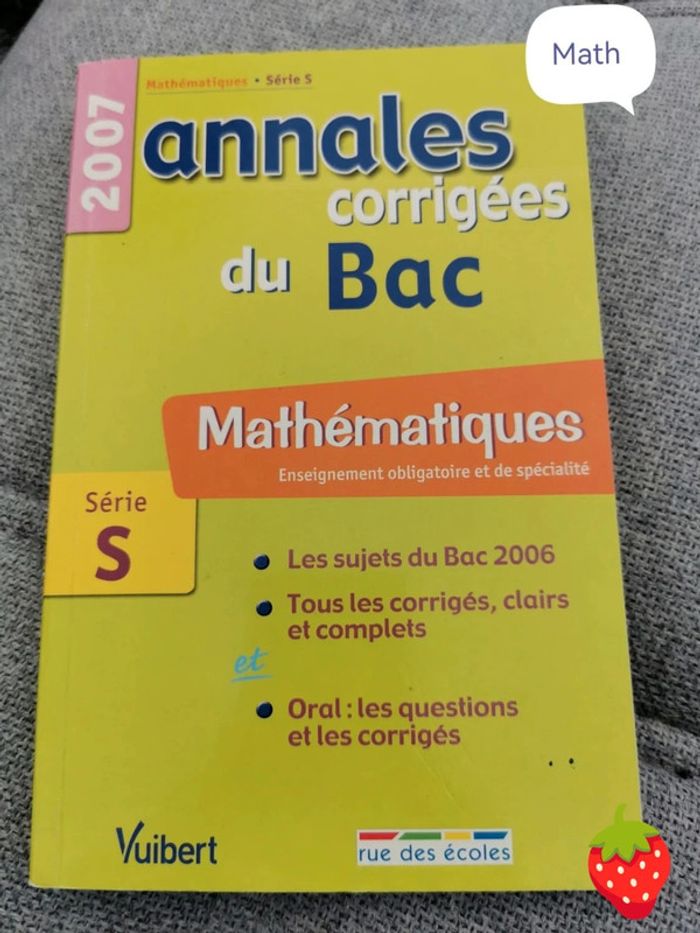 Math
2007
Mathématiques • Série S
annales
corrigées
du Bac
Mathématiques
Enseignement obligatoire et de spécialité
Série
S
• Les sujets du Bac 2006
• Tous les corrigés, clairs
et complets
et
• Oral : les questions
et les corrigés
Vuibert
rue des écoles